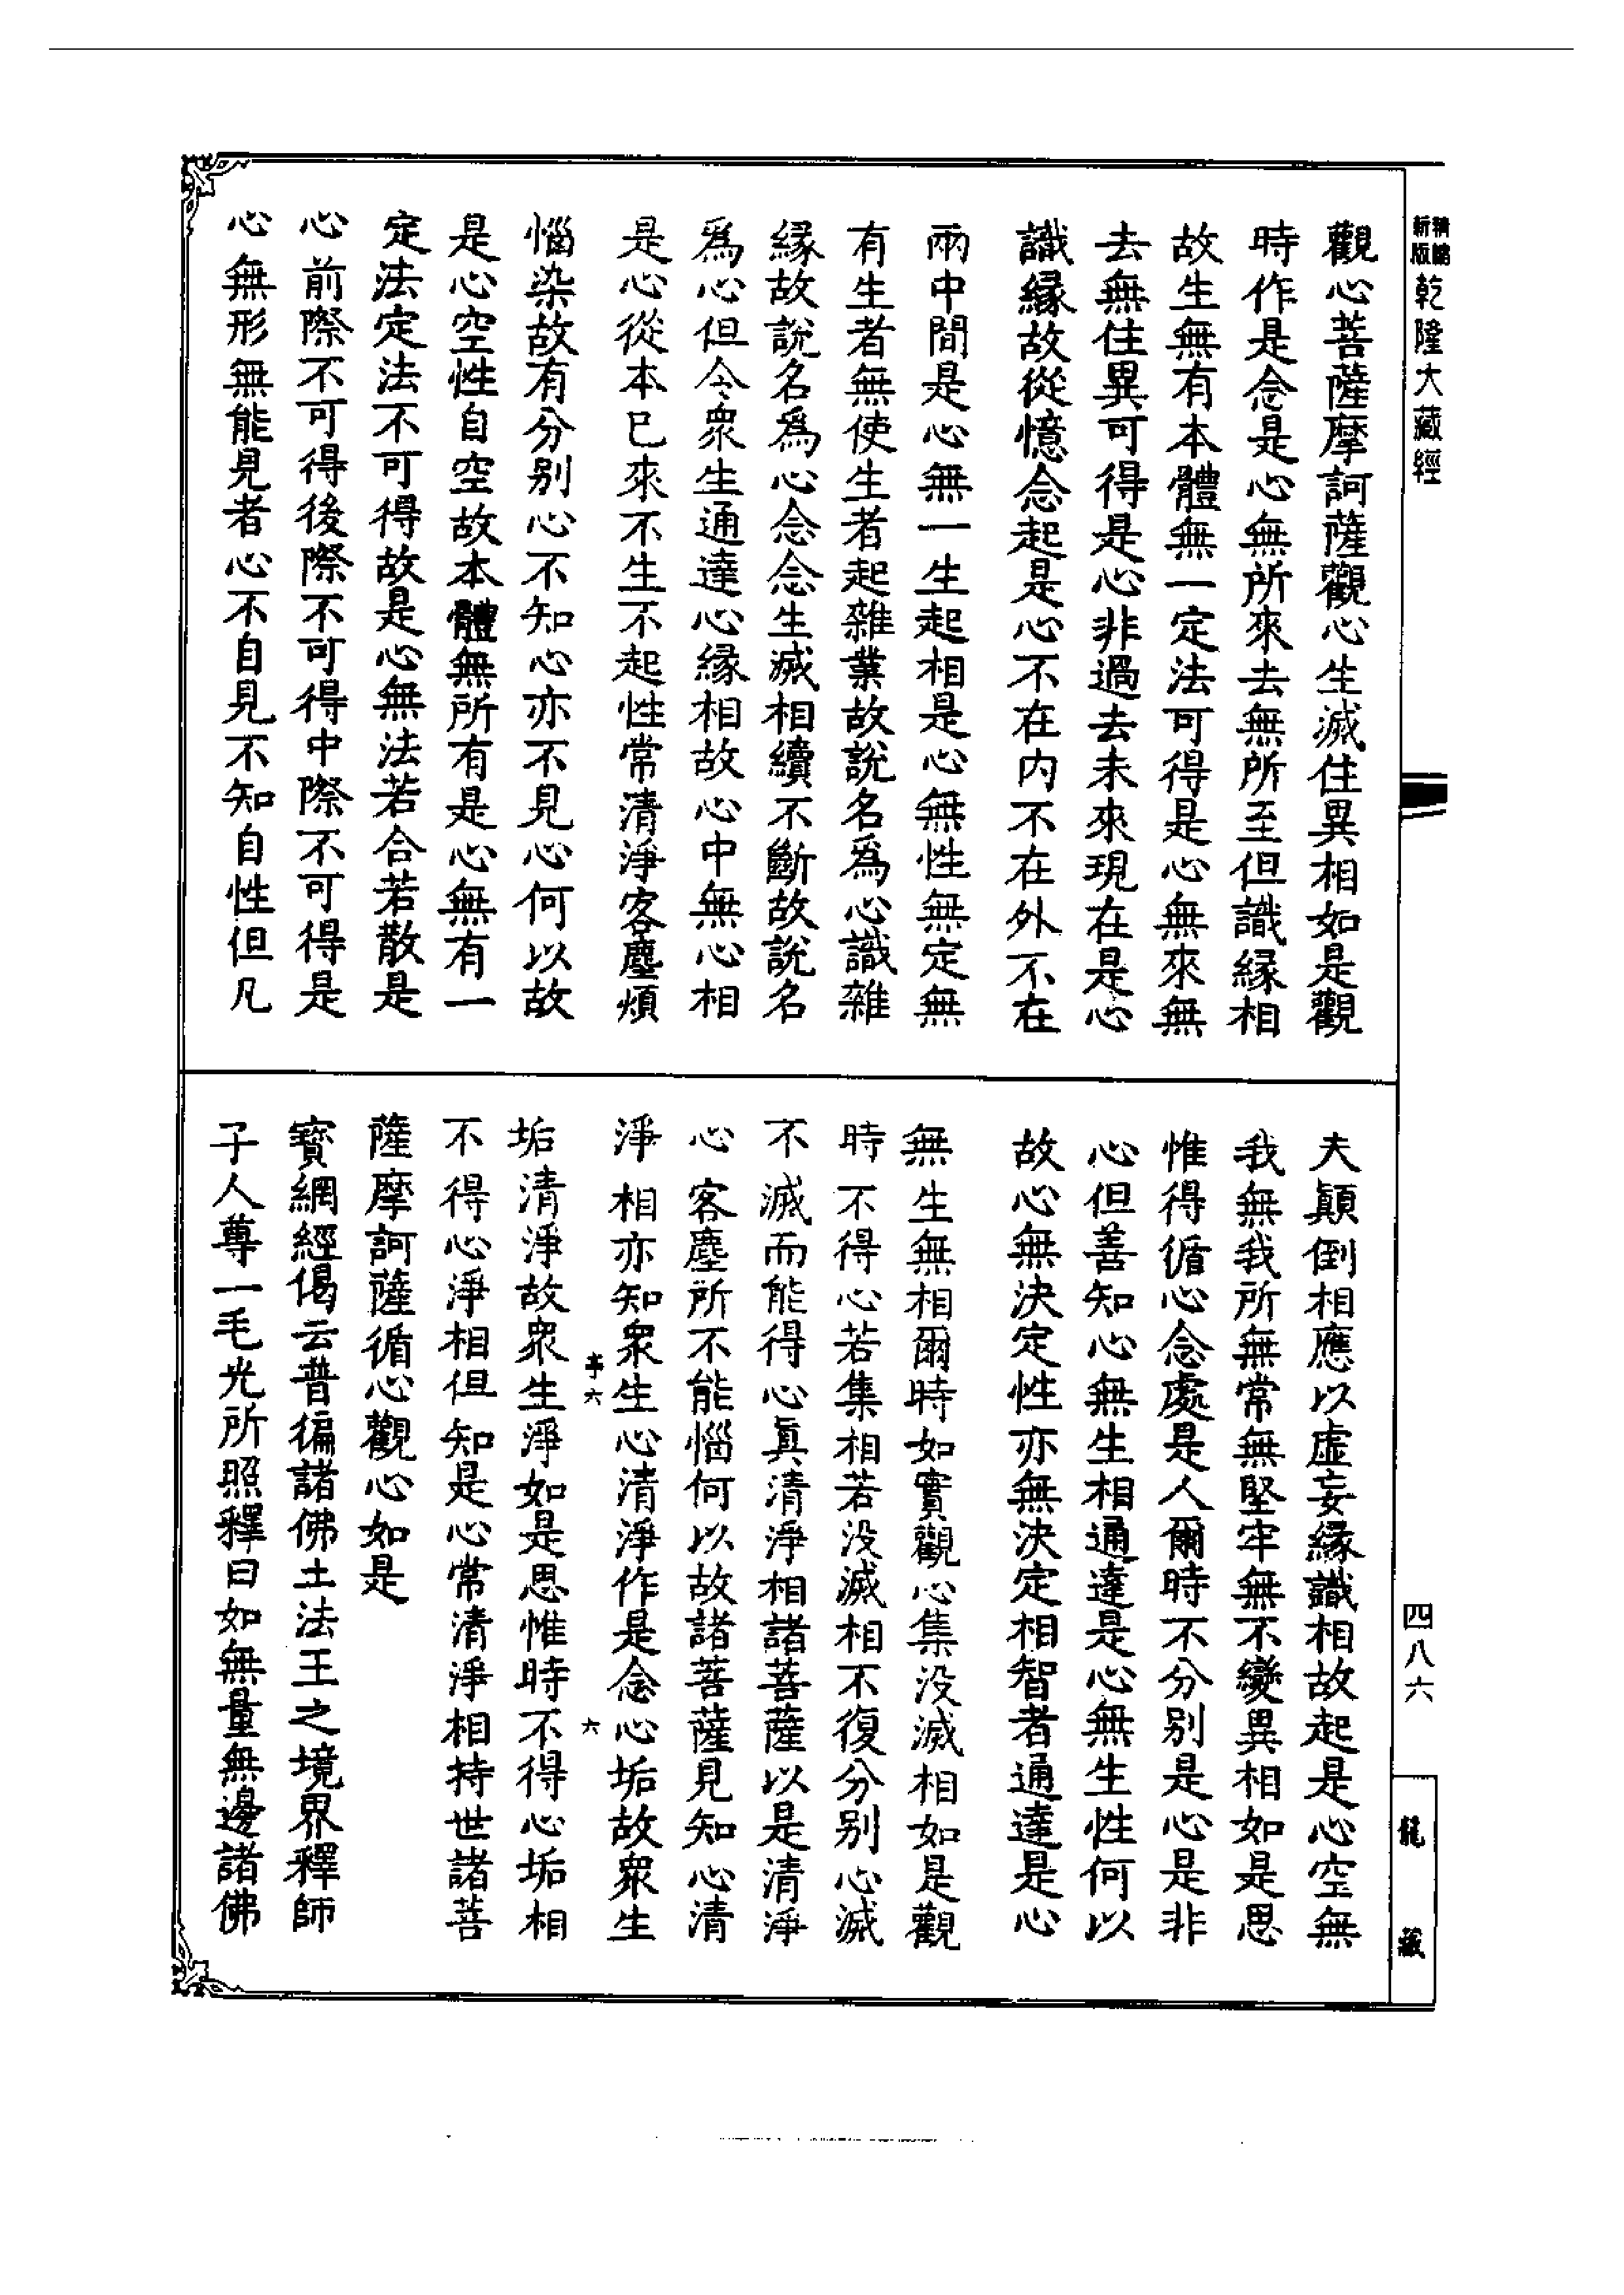 新版精縮乾隆大藏經
觀心菩薩摩訶薩觀心生滅住異相如是觀
時作是念是心無所來去無所至但識緣相
故生無有本體無一定法可得是心無來無
去無住異可得是心非過去未來現在是心
識緣故從憶念起是心不在内不在外不在
兩中間是心無一生起相是心無性無定無
有生者無使生者起雜業故說名爲心識雜
緣故說名爲心念念生滅相續不斷故說名
爲心但令衆生通達心緣相故心中無心相
是心從本已來不生不起性常清淨客塵煩
惱染故有分別心不知心亦不見心何以故
是心空性自空故本體無所有是心無有一
定法定法不可得故是心無法若合若散是
心前際不可得後際不可得中際不可得是
心無形無能見者心不自見不知自性但凡
夫顛倒相應以虛妄緣識相故起是心空無
我無我所無常無堅牢無不變異相如是思
惟得循心念處是人爾時不分別是心是非
心但善知心無生相通達是心無生性何以
故心無決定性亦無決定相智者通達是心
無生無相爾時如實觀心集没滅相如是觀
時不得心若集相若没滅相不復分別心滅
不滅而能得心眞清淨相諸菩薩以是清淨
心客塵所不能惱何以故諸菩薩見知心清
淨相亦知衆生心清淨作是念心垢故衆生
垢清淨故衆生淨如是思惟時不得心垢相
不得心淨相但知是心常清淨相持世諸菩
薩摩訶薩循心觀心如是
寶網經偈云普徧諸佛土法王之境界釋師
子人尊一毛光所照釋曰如無量無邊諸佛
六
六
四八六
龍藏